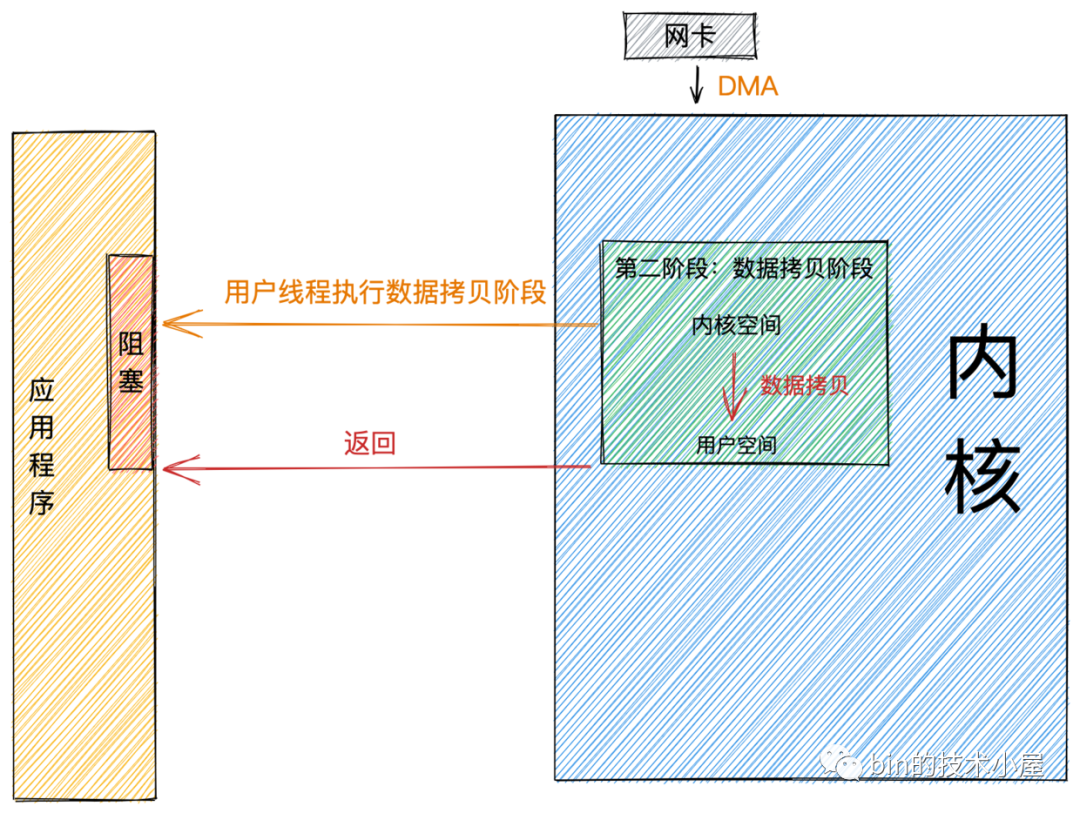 网卡
DMA
第二阶段：数据拷贝阶段
用户线程执行数据拷贝阶段
内核空间
阻塞
数据拷贝
内核
应用程序
返回
用户空间
bin的技术小屋